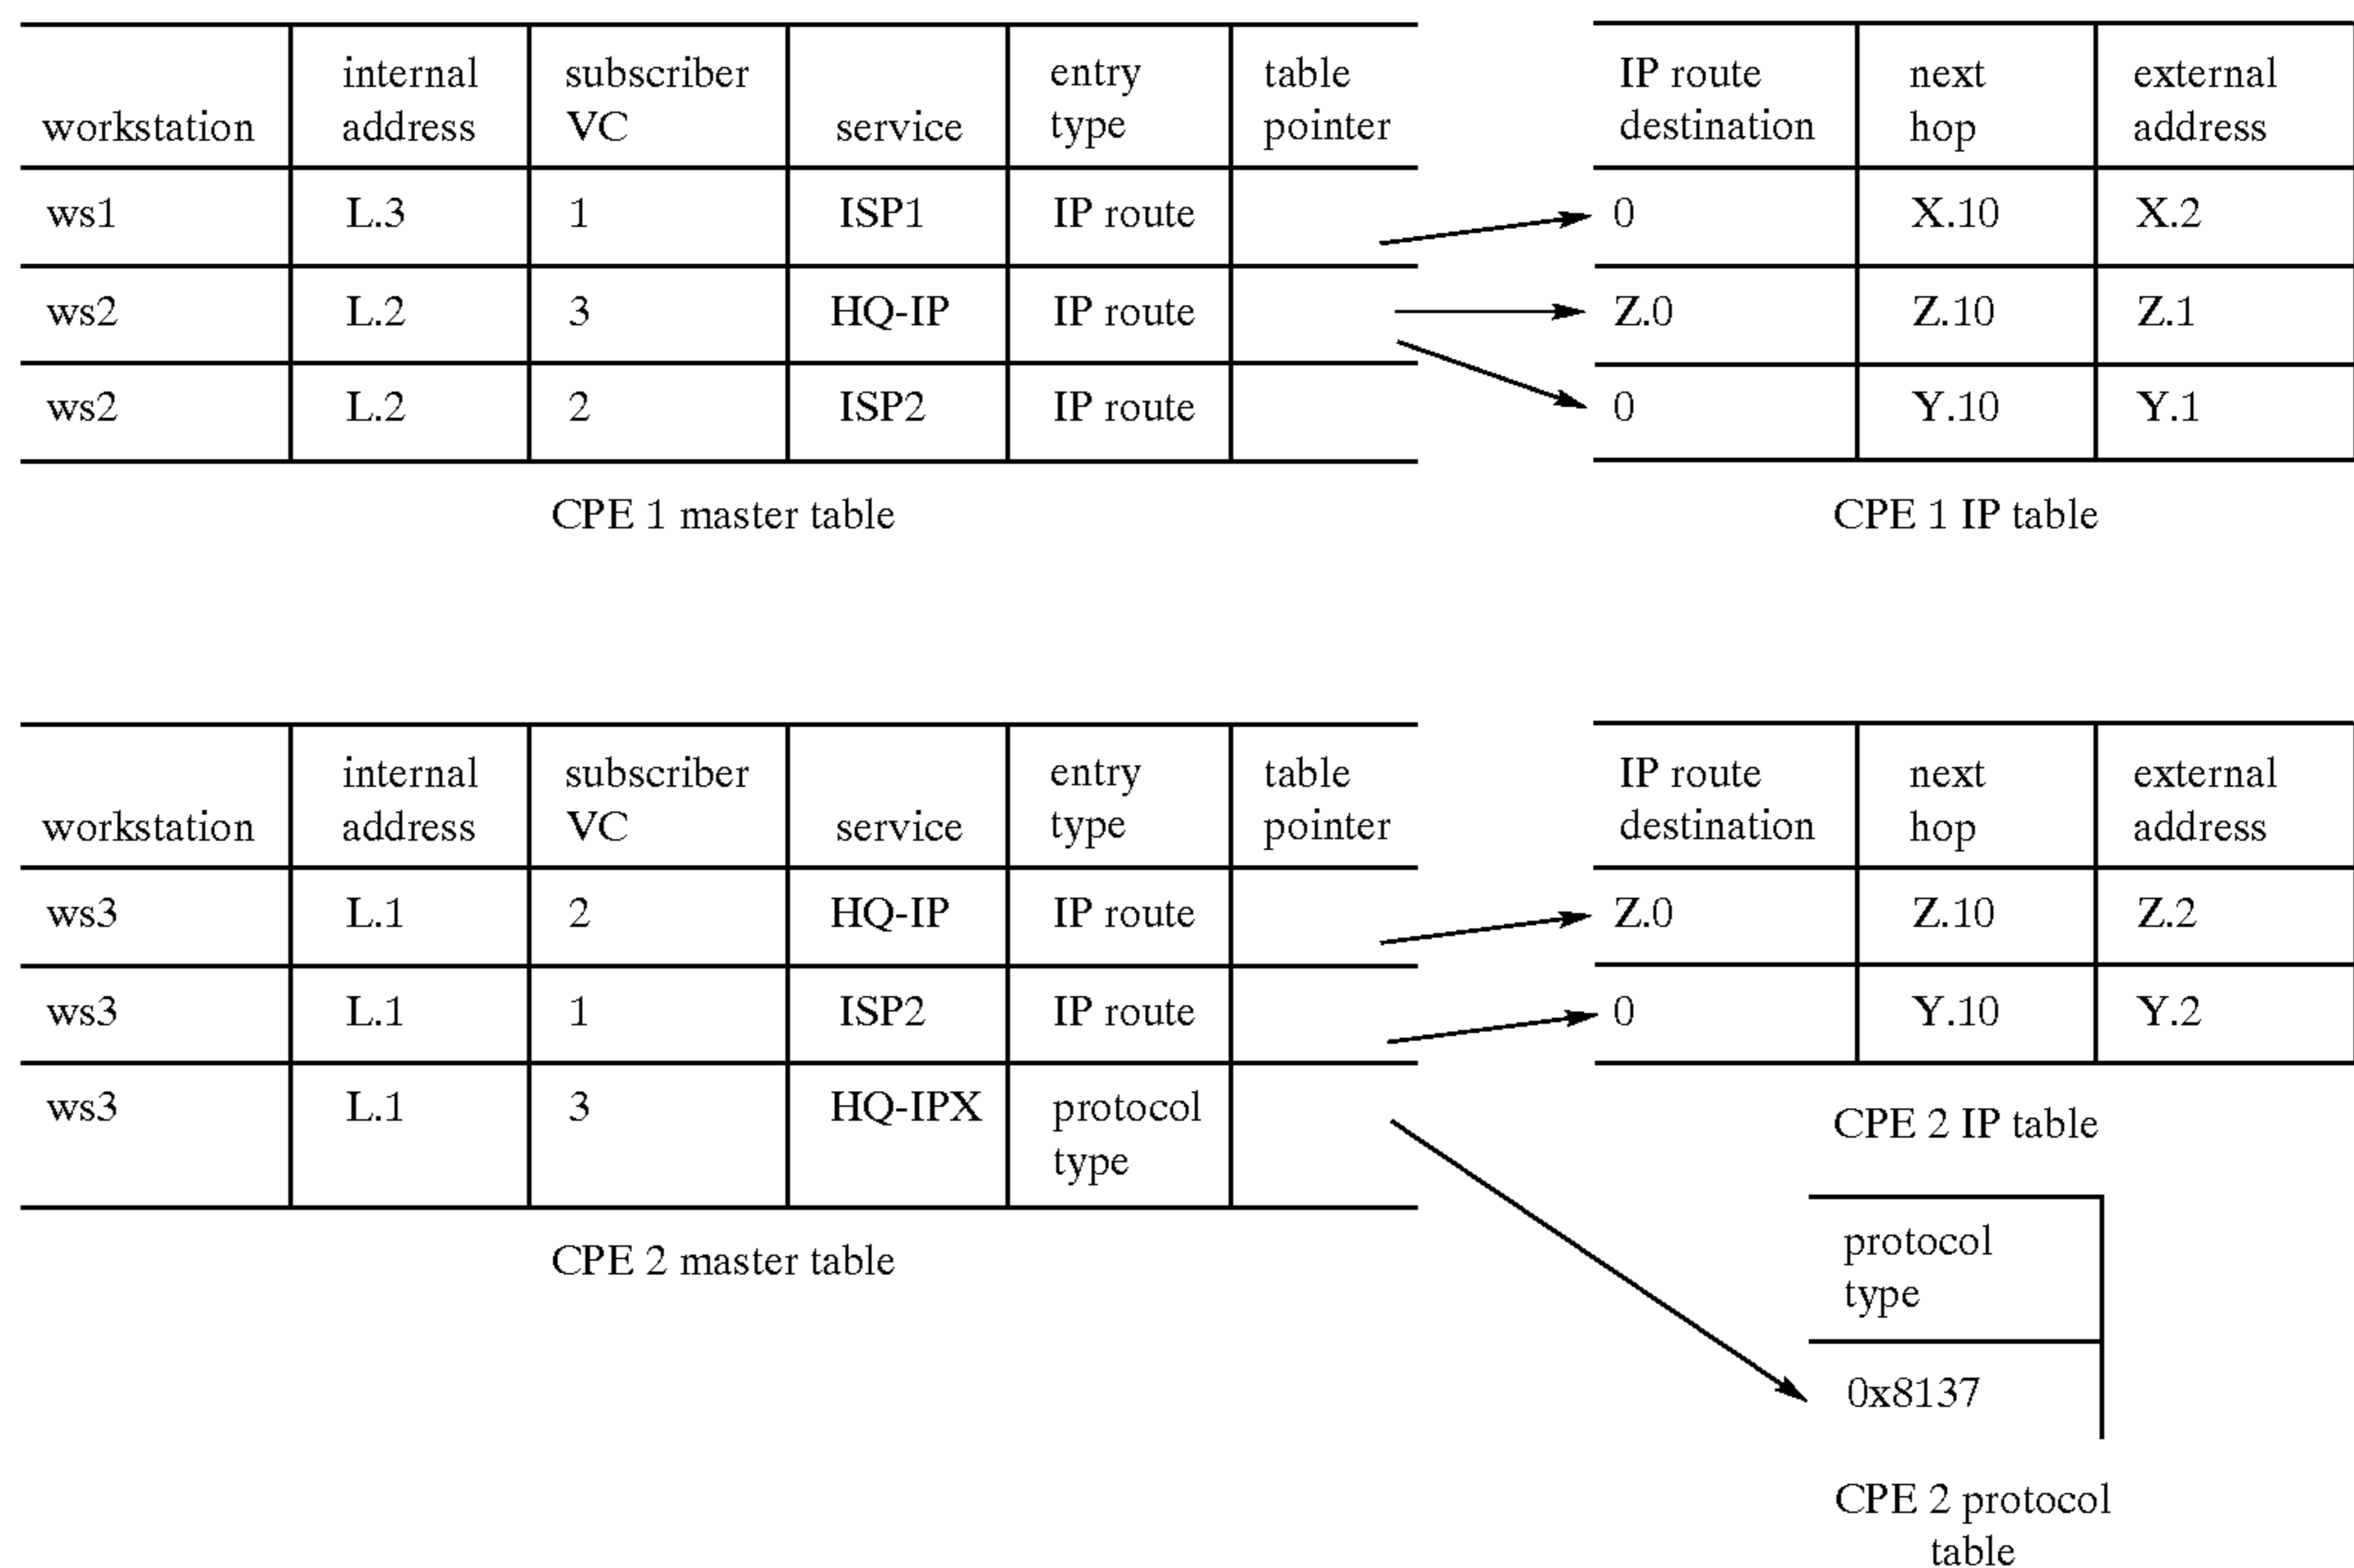 workstation internal address subscriber VC service entry type table pointer IP route destination next hop external address
ws1 L.3 1 ISP1 IP route 0 X.10 X.2
ws2 L.2 3 HQ-IP IP route Z.0 Z.10 Z.1
ws2 L.2 2 ISP2 IP route 0 Y.10 Y.1
CPE 1 master table CPE 1 IP table
workstation internal address subscriber VC service entry type table pointer IP route destination next hop external address
ws3 L.1 2 HQ-IP IP route Z.0 Z.10 Z.2
ws3 L.1 1 ISP2 IP route 0 Y.10 Y.2
ws3 L.1 3 HQ-IPX protocol type
CPE 2 IP table
CPE 2 master table
protocol
type
0x8137
CPE 2 protocol
table